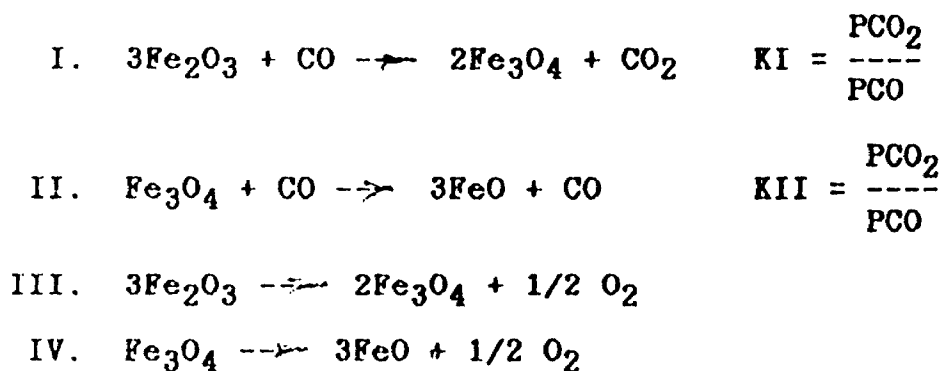 I. 3Fe₂O₃ + CO --→ 2Fe₃O₄ + CO₂ KI = PCO₂ ---- PCO
II. Fe₃O₄ + CO --→ 3FeO + CO KII = PCO₂ ---- PCO
III. 3Fe₂O₃ --→ 2Fe₃O₄ + 1/2 O₂
IV. Fe₃O₄ --→ 3FeO + 1/2 O₂